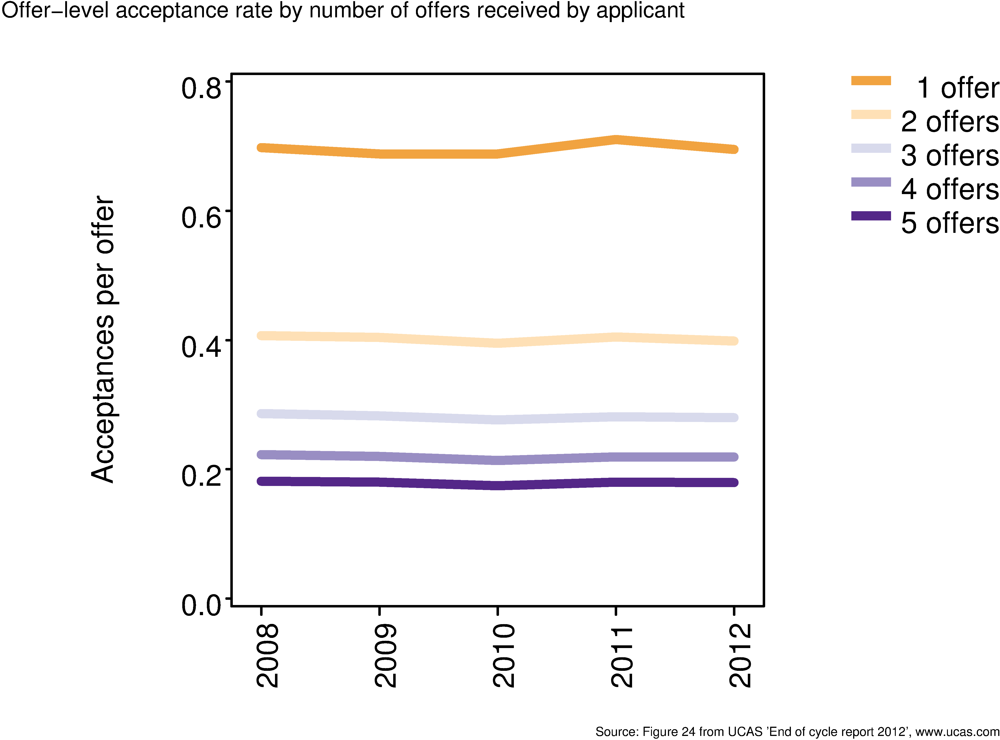 Offer−level acceptance rate by number of offers received by applicant
Acceptances per offer
0.8
0.6
0.4
0.2
0.0
2008
2009
2010
2011
2012
1 offer
2 offers
3 offers
4 offers
5 offers
Source: Figure 24 from UCAS 'End of cycle report 2012', www.ucas.com